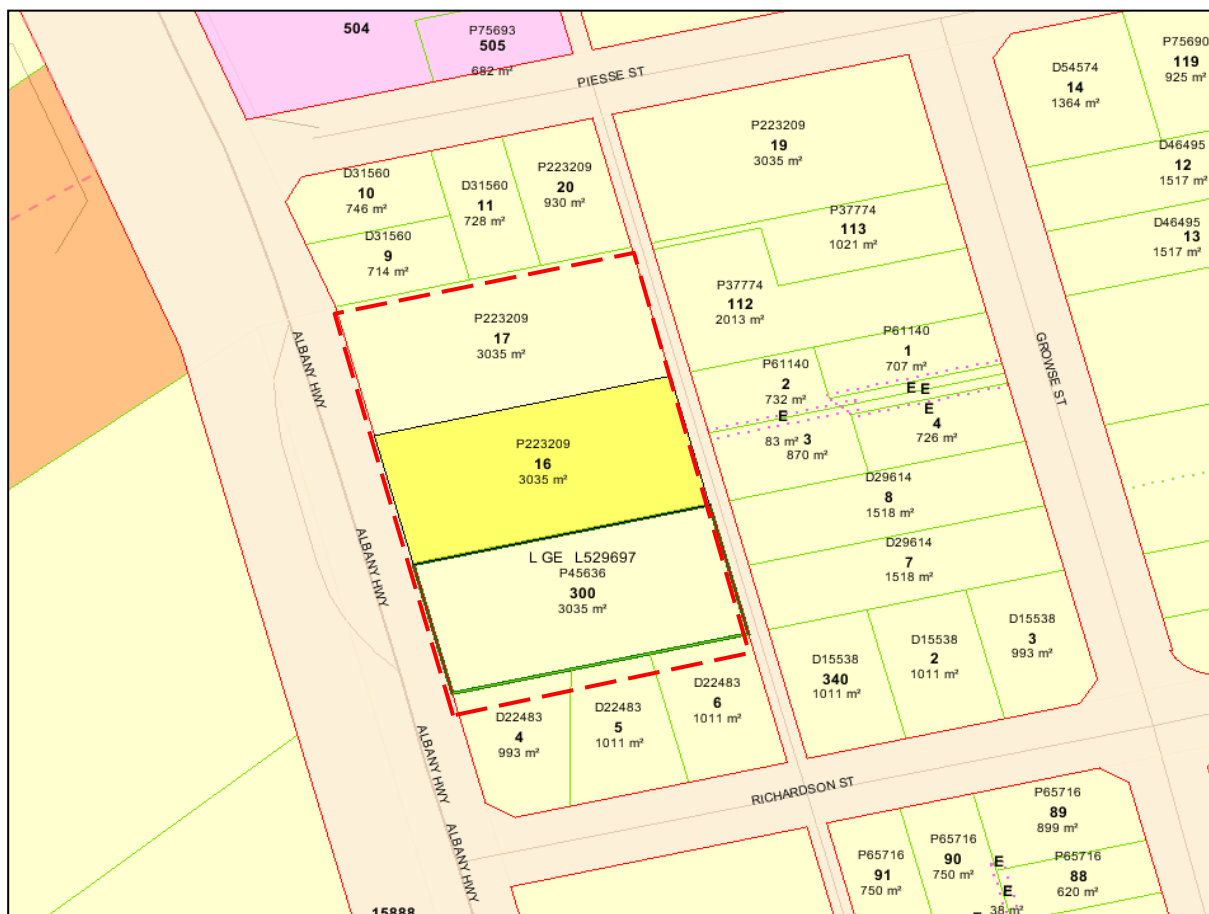 504
P75693
505
682 m²
PIESSE ST
D54574
14
1364 m²
P75690
119
925 m²
P223209
19
3035 m²
D46495
12
1517 m²
D31560
10
746 m²
D31560
11
728 m²
P223209
20
930 m²
P37774
113
1021 m²
D46495
13
1517 m²
D31560
9
714 m²
P37774
112
2013 m²
P223209
17
3035 m²
ALBANY HWY
P61140
1
707 m²
GROWSE ST
P61140
2
732 m²
E E
E
E
4
726 m²
83 m² 3
870 m²
P223209
16
3035 m²
D29614
8
1518 m²
ALBANY HWY
D29614
7
1518 m²
L GE L529697
P45636
300
3035 m²
D15538
3
993 m²
D15538
2
1011 m²
D15538
340
1011 m²
D22483
6
1011 m²
D22483
5
1011 m²
D22483
4
993 m²
ALBANY HWY
RICHARDSON ST
P65716
89
899 m²
ALBANY HWY
P65716
90
750 m²
P65716
91
750 m²
E
P65716
88
620 m²
E
38 m²
15888